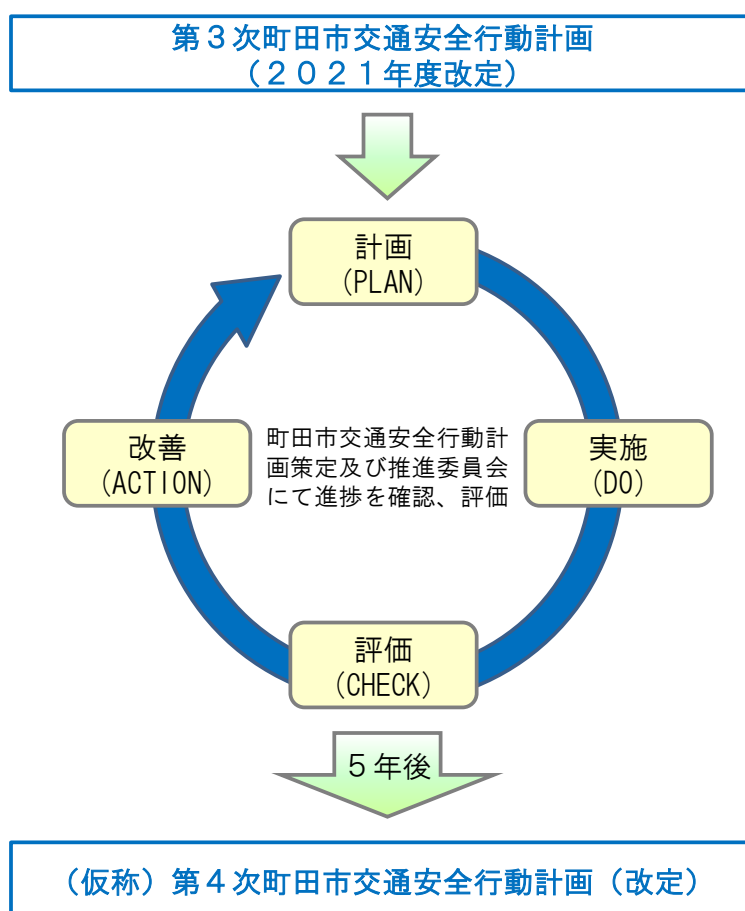 第３次町田市交通安全行動計画
（２０２１年度改定）
計画
(PLAN)
改善
(ACTION)
町田市交通安全行動計
画策定及び推進委員会
にて進捗を確認、評価
実施
(DO)
評価
(CHECK)
５年後
（仮称）第４次町田市交通安全行動計画（改定）